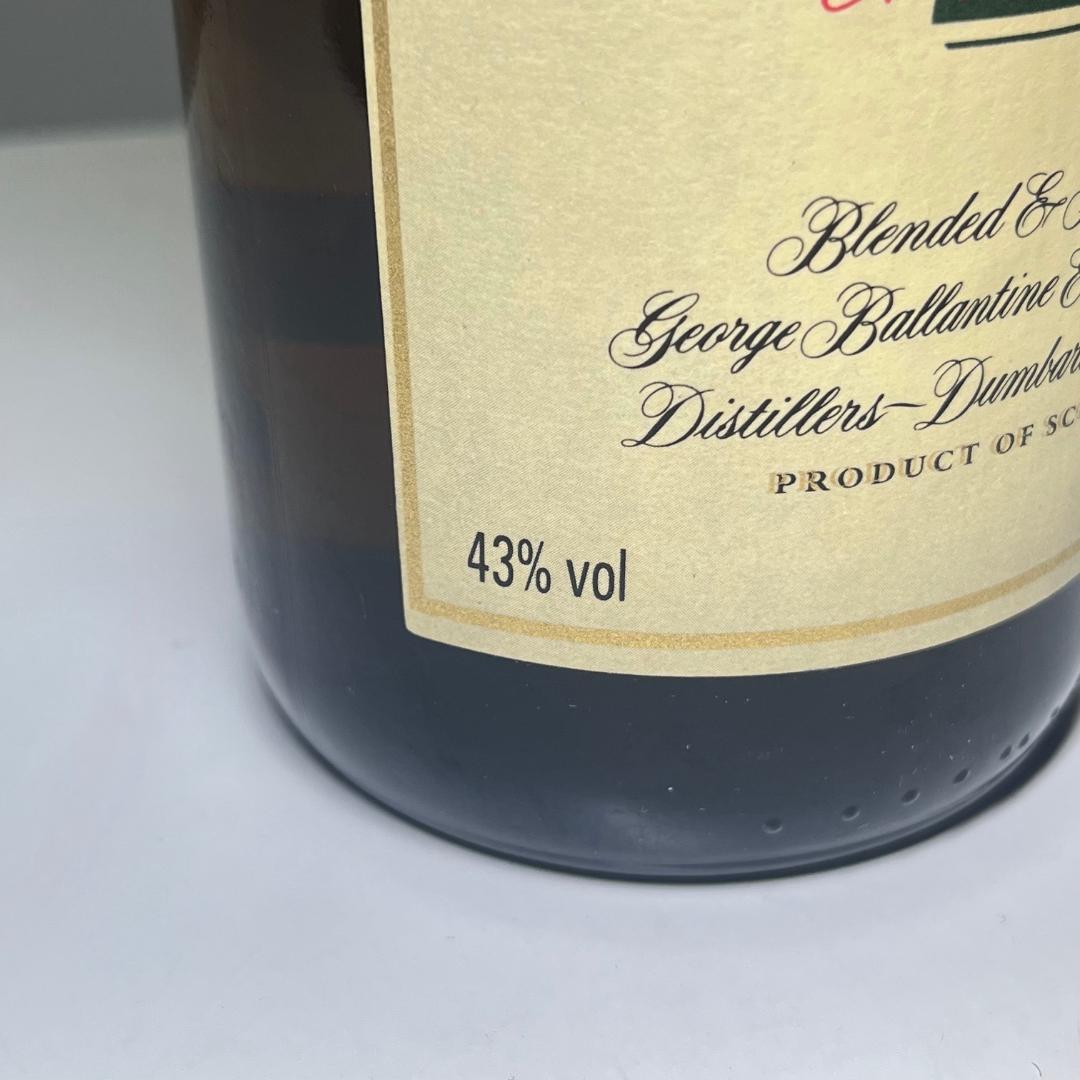 Blended &
George Ballantine &
Distillers–Dumbar
PRODUCT OF SC
43% vol